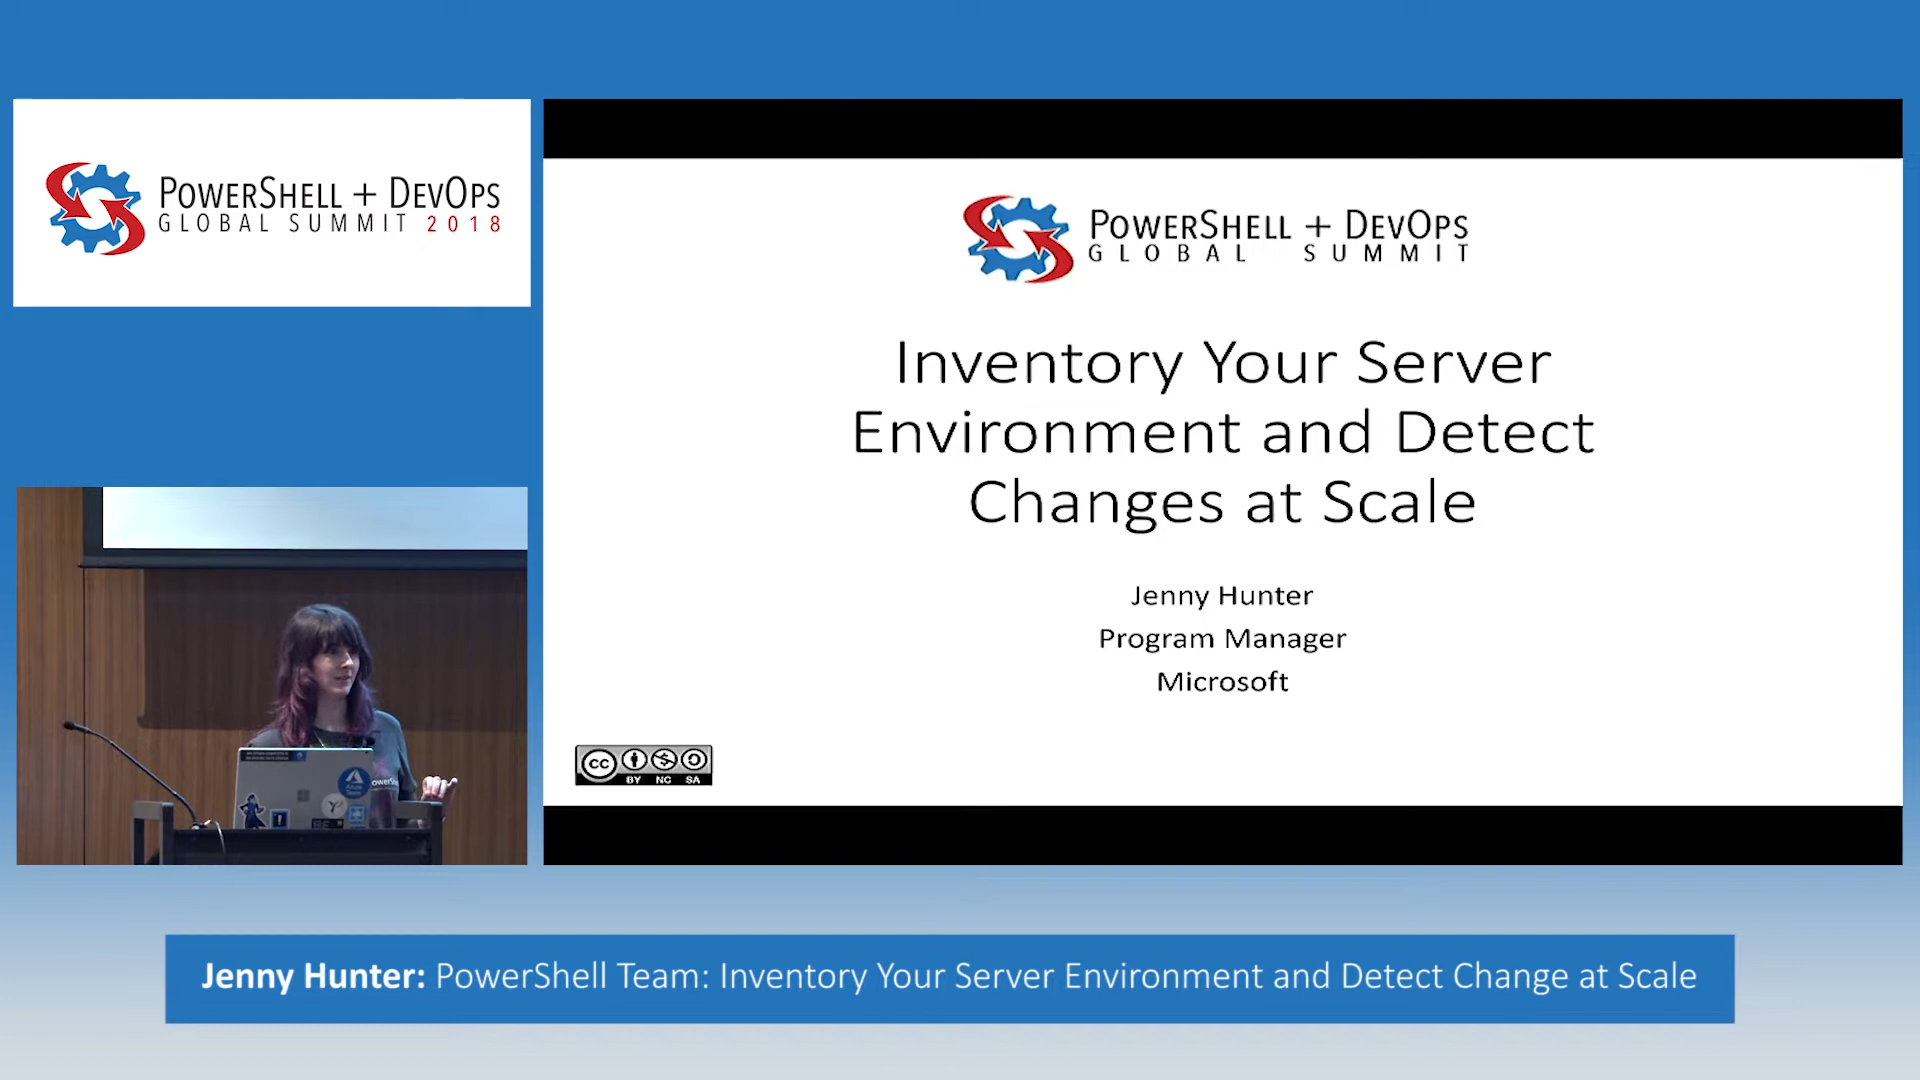 POWERSHELL + DEVOPS
GLOBAL SUMMIT 2018
POWERSHELL + DEVOPS
GLOBAL SUMMIT
Inventory Your Server
Environment and Detect
Changes at Scale
Jenny Hunter
Program Manager
Microsoft
cc
BY NC SA
Jenny Hunter: PowerShell Team: Inventory Your Server Environment and Detect Change at Scale